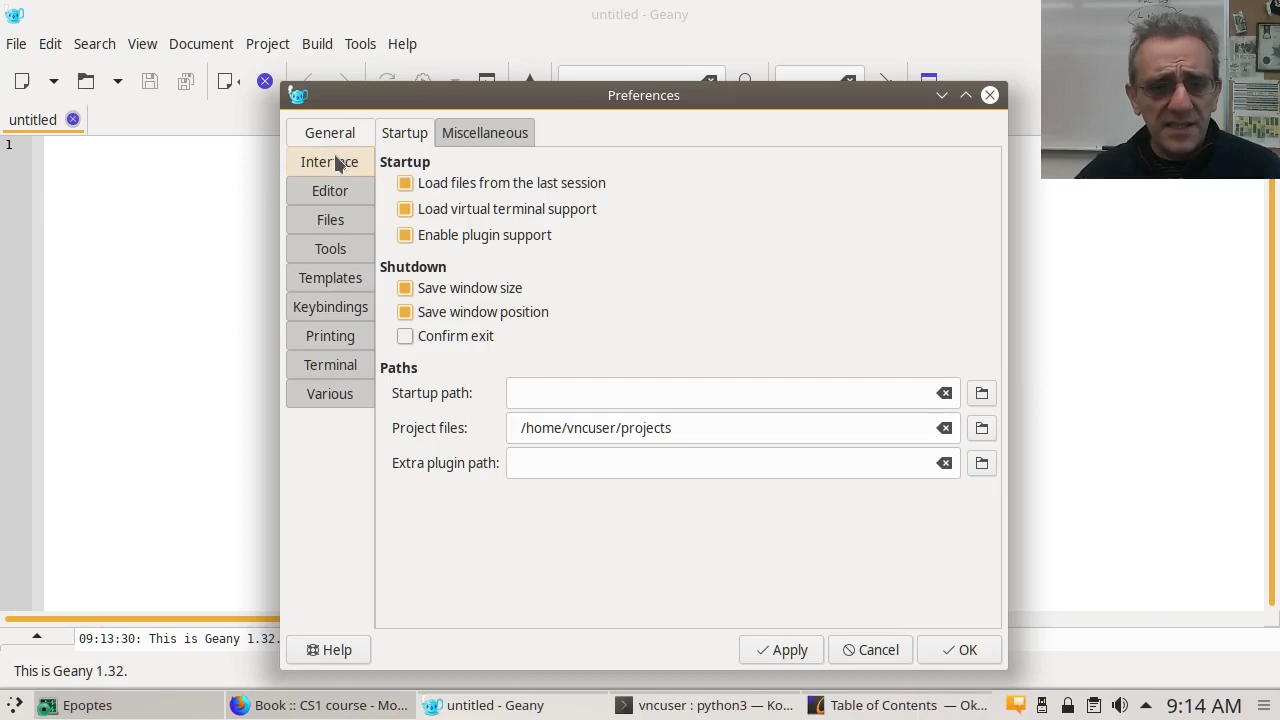 untitled - Geany
File Edit Search View Document Project Build Tools Help
untitled
1
Preferences
General
Interface
Editor
Files
Tools
Templates
Keybindings
Printing
Terminal
Various
Startup Miscellaneous
Startup
Load files from the last session
Load virtual terminal support
Enable plugin support
Shutdown
Save window size
Save window position
Confirm exit
Paths
Startup path:
Project files: /home/vncuser/projects
Extra plugin path:
Help Apply Cancel OK
09:13:30: This is Geany 1.32.
This is Geany 1.32.
Epoptes Book :: CS1 course - Mo... untitled - Geany vncuser : python3 — Ko... Table of Contents — Ok... 9:14 AM